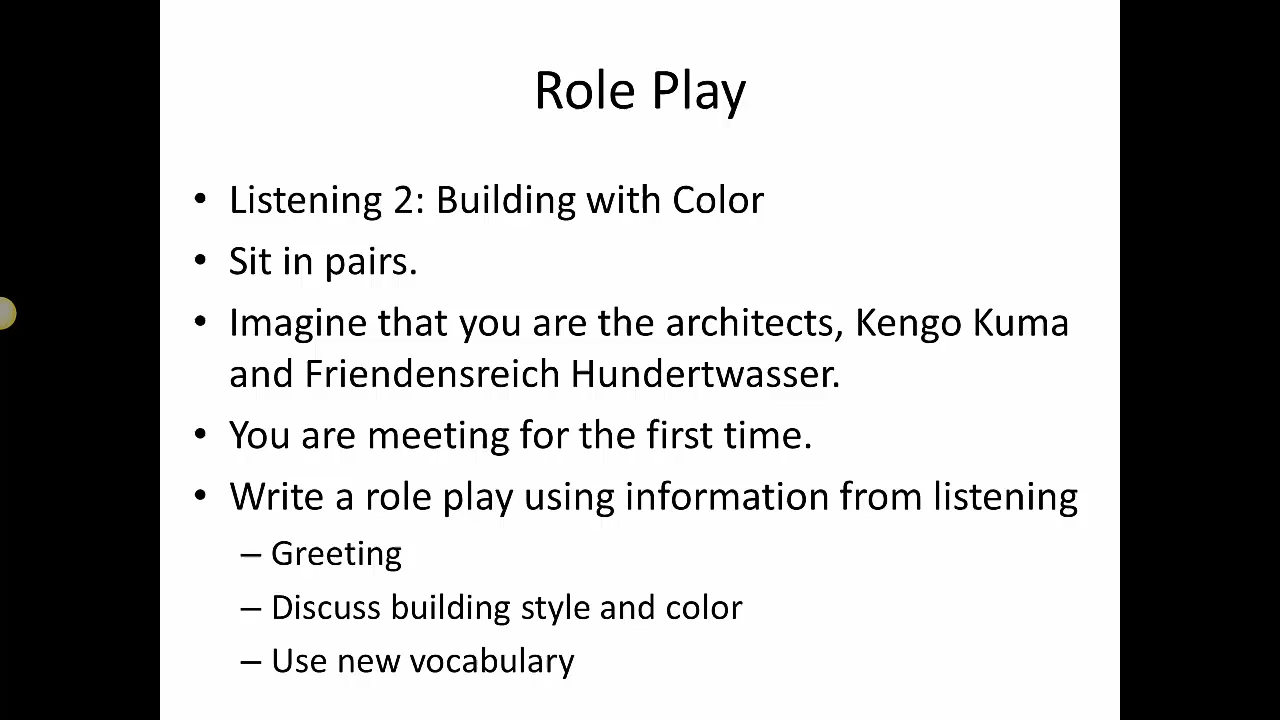 Role Play
• Listening 2: Building with Color
• Sit in pairs.
• Imagine that you are the architects, Kengo Kuma
and Friendensreich Hundertwasser.
• You are meeting for the first time.
• Write a role play using information from listening
– Greeting
– Discuss building style and color
– Use new vocabulary